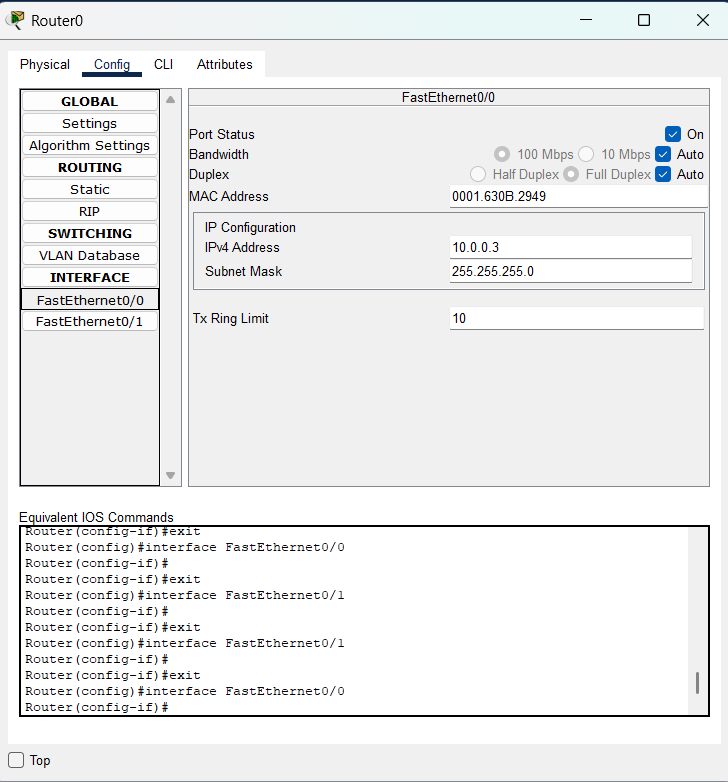 Router0
Physical Config CLI Attributes
GLOBAL
Settings
Algorithm Settings
ROUTING
Static
RIP
SWITCHING
VLAN Database
INTERFACE
FastEthernet0/0
FastEthernet0/1
FastEthernet0/0
Port Status On
Bandwidth 100 Mbps 10 Mbps Auto
Duplex Half Duplex Full Duplex Auto
MAC Address 0001.630B.2949
IP Configuration
IPv4 Address 10.0.0.3
Subnet Mask 255.255.255.0
Tx Ring Limit 10
Equivalent IOS Commands
Router(config-if)#exit
Router(config)#interface FastEthernet0/0
Router(config-if)#
Router(config-if)#exit
Router(config)#interface FastEthernet0/1
Router(config-if)#
Router(config-if)#exit
Router(config)#interface FastEthernet0/1
Router(config-if)#
Router(config-if)#exit
Router(config)#interface FastEthernet0/0
Router(config-if)#
Top